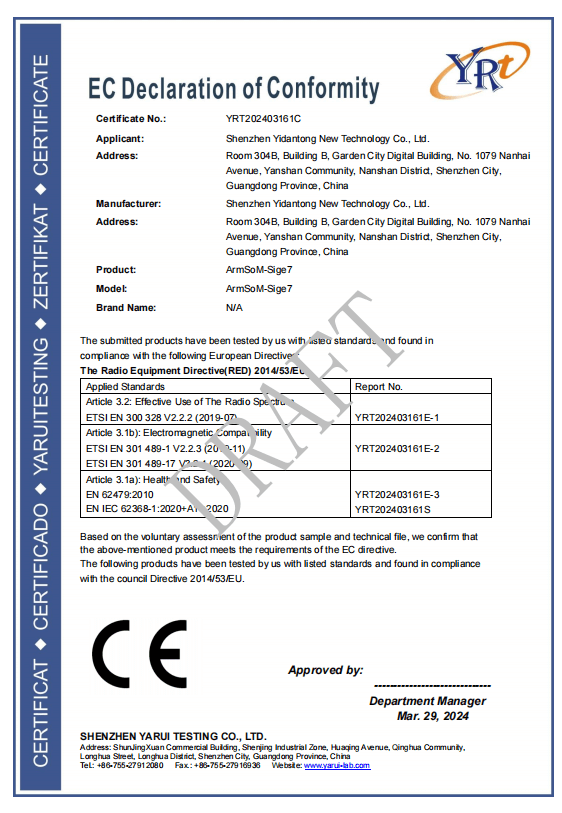 YRt
EC Declaration of Conformity
Certificate No.: YRT202403161C
Applicant: Shenzhen Yidantong New Technology Co., Ltd.
Address: Room 304B, Building B, Garden City Digital Building, No. 1079 Nanhai
Avenue, Yanshan Community, Nanshan District, Shenzhen City,
Guangdong Province, China
Manufacturer: Shenzhen Yidantong New Technology Co., Ltd.
Address: Room 304B, Building B, Garden City Digital Building, No. 1079 Nanhai
Avenue, Yanshan Community, Nanshan District, Shenzhen City,
Guangdong Province, China
Product: ArmSoM-Sige7
Model: ArmSoM-Sige7
Brand Name: N/A
The submitted products have been tested by us with listed standards and found in
compliance with the following European Directives:
The Radio Equipment Directive(RED) 2014/53/EU
Applied Standards Report No.
Article 3.2: Effective Use of The Radio Spectrum
ETSI EN 300 328 V2.2.2 (2019-07) YRT202403161E-1
Article 3.1b): Electromagnetic Compatibility
ETSI EN 301 489-1 V2.2.3 (2019-11) YRT202403161E-2
ETSI EN 301 489-17
Article 3.1a): Health and Safety
EN 62479:2010 YRT202403161E-3
EN IEC 62368-1:2020+A11:2020 YRT202403161S
DRAFT
Based on the voluntary assessment of the product sample and technical file, we confirm that
the above-mentioned product meets the requirements of the EC directive.
The following products have been tested by us with listed standards and found in compliance
with the council Directive 2014/53/EU.
CE
Approved by:
Department Manager
Mar. 29, 2024
SHENZHEN YARUI TESTING CO., LTD.
Address: ShunJingXuan Commercial Building, Shenjing Industrial Zone, Huaqing Avenue, Qinghua Community,
Longhua Street, Longhua District, Shenzhen City, Guangdong Province, China
Tel.: +86-755-27912080 Fax.: +86-755-27916936 Website: www.yarui-lab.com
CERTIFICAT ◆ CERTIFICADO ◆ YARUITESTING ◆ ZERTIFIKAT ◆ CERTIFICATE